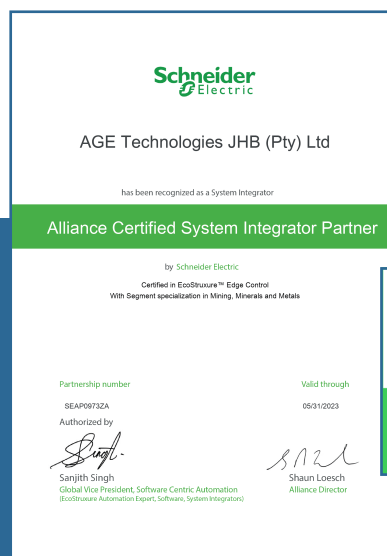 Schneider
Electric
AGE Technologies JHB (Pty) Ltd
has been recognized as a System Integrator
Alliance Certified System Integrator Partner
by Schneider Electric
Certified in EcoStruxure™ Edge Control
With Segment specialization in Mining, Minerals and Metals
Partnership number
Valid through
SEAP0973ZA
05/31/2023
Authorized by
Sanjith Singh
Shaun Loesch
Global Vice President, Software Centric Automation
Alliance Director
(EcoStruxure Automation Expert, Software, System Integrators)